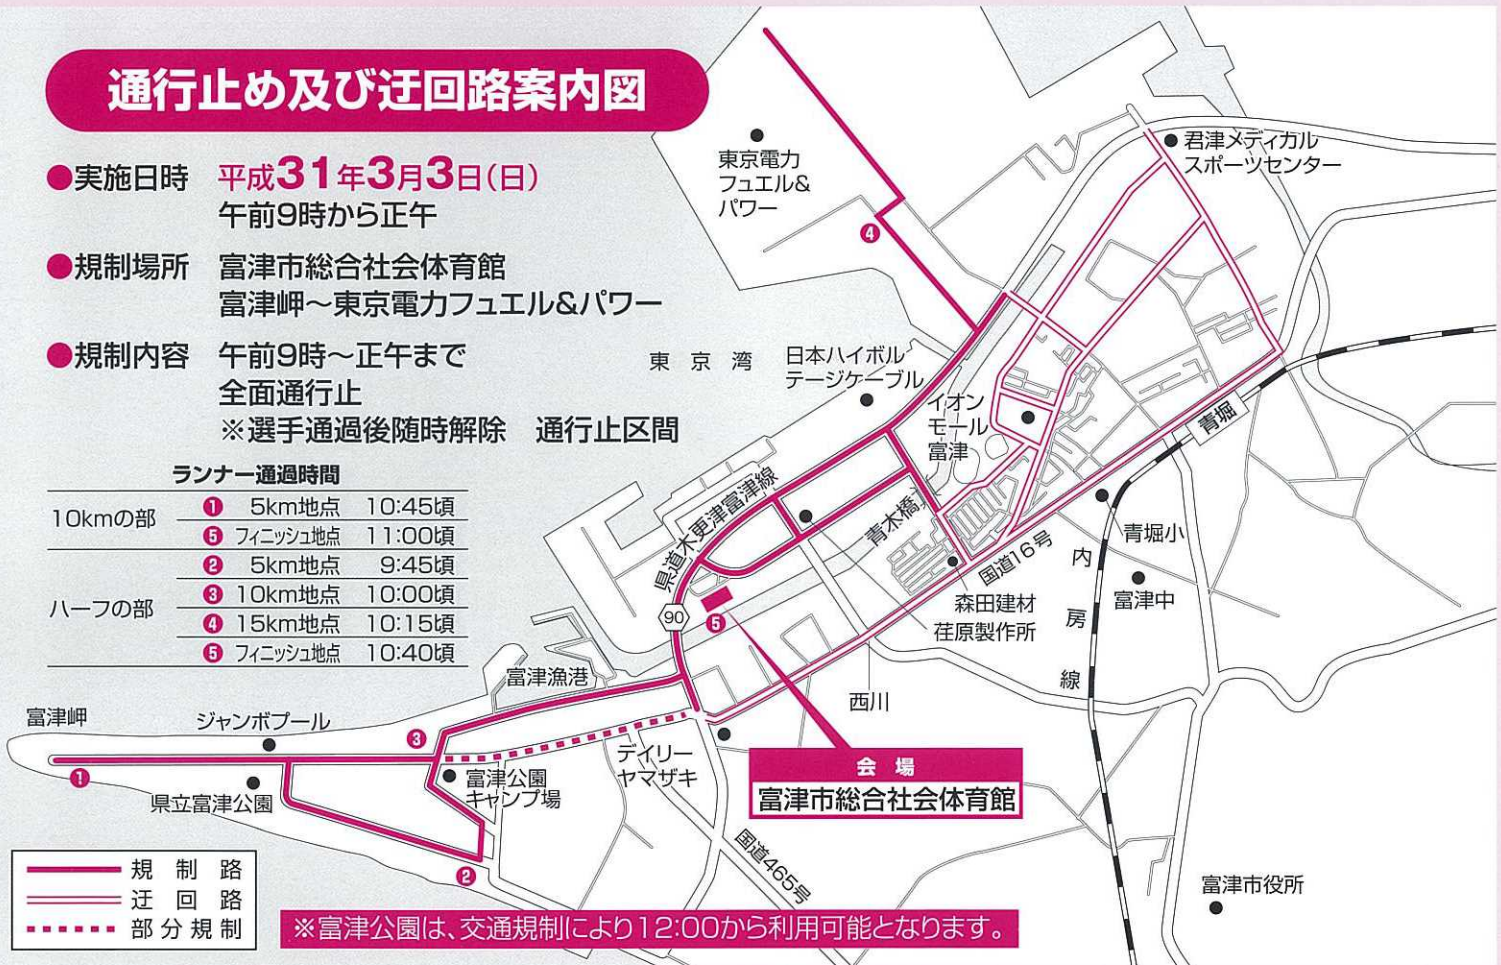 通行止め及び迂回路案内図
●実施日時 平成31年3月3日(日)
午前9時から正午
●規制場所 富津市総合社会体育館
富津岬～東京電力フュエル&パワー
●規制内容 午前9時～正午まで
全面通行止
※選手通過後随時解除 通行止区間
ランナー通過時間
10kmの部
❶ 5km地点 10:45頃
❺ フィニッシュ地点 11:00頃
ハーフの部
❷ 5km地点 9:45頃
❸ 10km地点 10:00頃
❹ 15km地点 10:15頃
❺ フィニッシュ地点 10:40頃
東京電力
フュエル&
パワー
❹
君津メディカル
スポーツセンター
東京湾
日本ハイボル
テージケーブル
イオン
モール
富津
青堀
県道木更津富津線
90
青木橋
国道16号
青堀小
内房線
富津中
森田建材
荏原製作所
❺
西川
富津漁港
富津岬
ジャンボプール
❸
❶
県立富津公園
富津公園
キャンプ場
デイリー
ヤマザキ
会場
富津市総合社会体育館
❷
国道465号
富津市役所
規制路
迂回路
部分規制
※富津公園は、交通規制により12:00から利用可能となります。